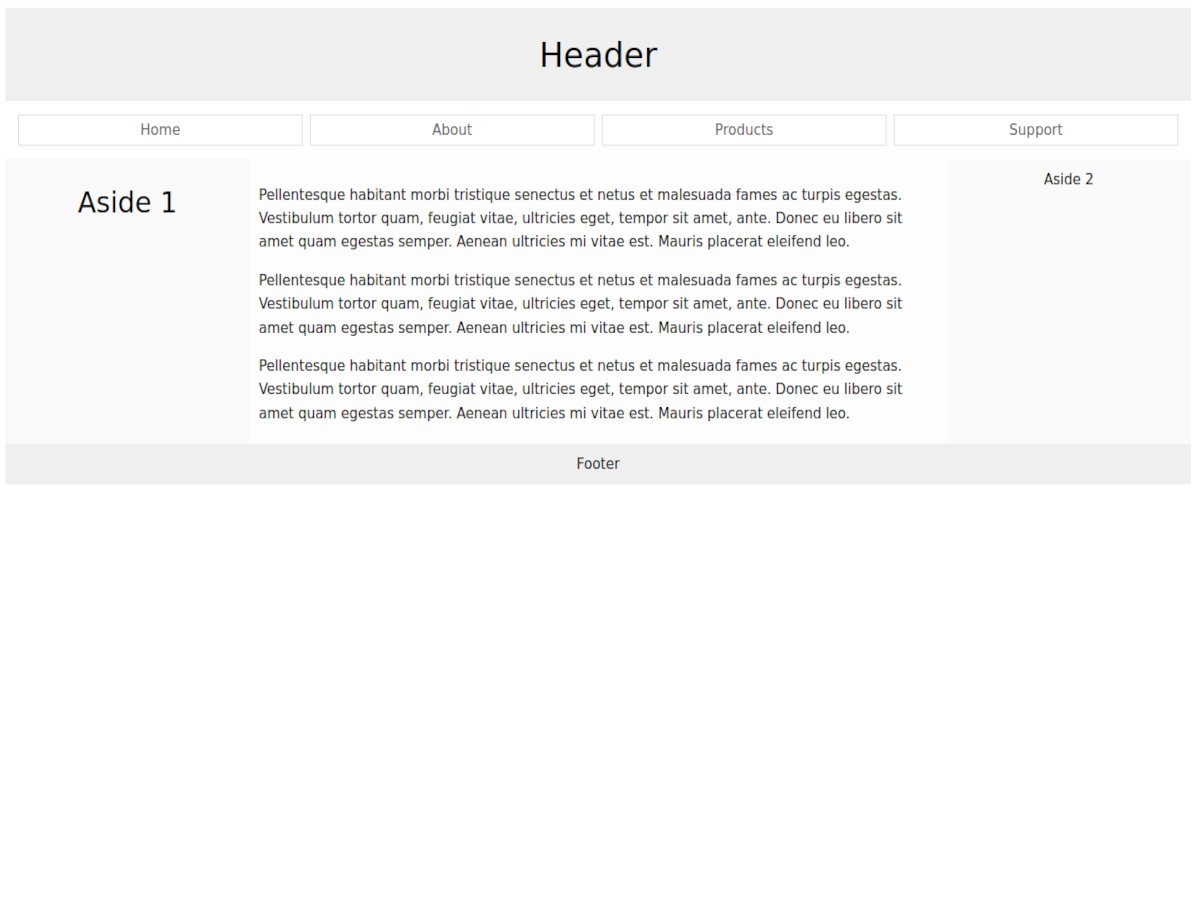 Header
Home
About
Products
Support
Aside 1
Pellentesque habitant morbi tristique senectus et netus et malesuada fames ac turpis egestas.
Vestibulum tortor quam, feugiat vitae, ultricies eget, tempor sit amet, ante. Donec eu libero sit
amet quam egestas semper. Aenean ultricies mi vitae est. Mauris placerat eleifend leo.
Pellentesque habitant morbi tristique senectus et netus et malesuada fames ac turpis egestas.
Vestibulum tortor quam, feugiat vitae, ultricies eget, tempor sit amet, ante. Donec eu libero sit
amet quam egestas semper. Aenean ultricies mi vitae est. Mauris placerat eleifend leo.
Pellentesque habitant morbi tristique senectus et netus et malesuada fames ac turpis egestas.
Vestibulum tortor quam, feugiat vitae, ultricies eget, tempor sit amet, ante. Donec eu libero sit
amet quam egestas semper. Aenean ultricies mi vitae est. Mauris placerat eleifend leo.
Aside 2
Footer